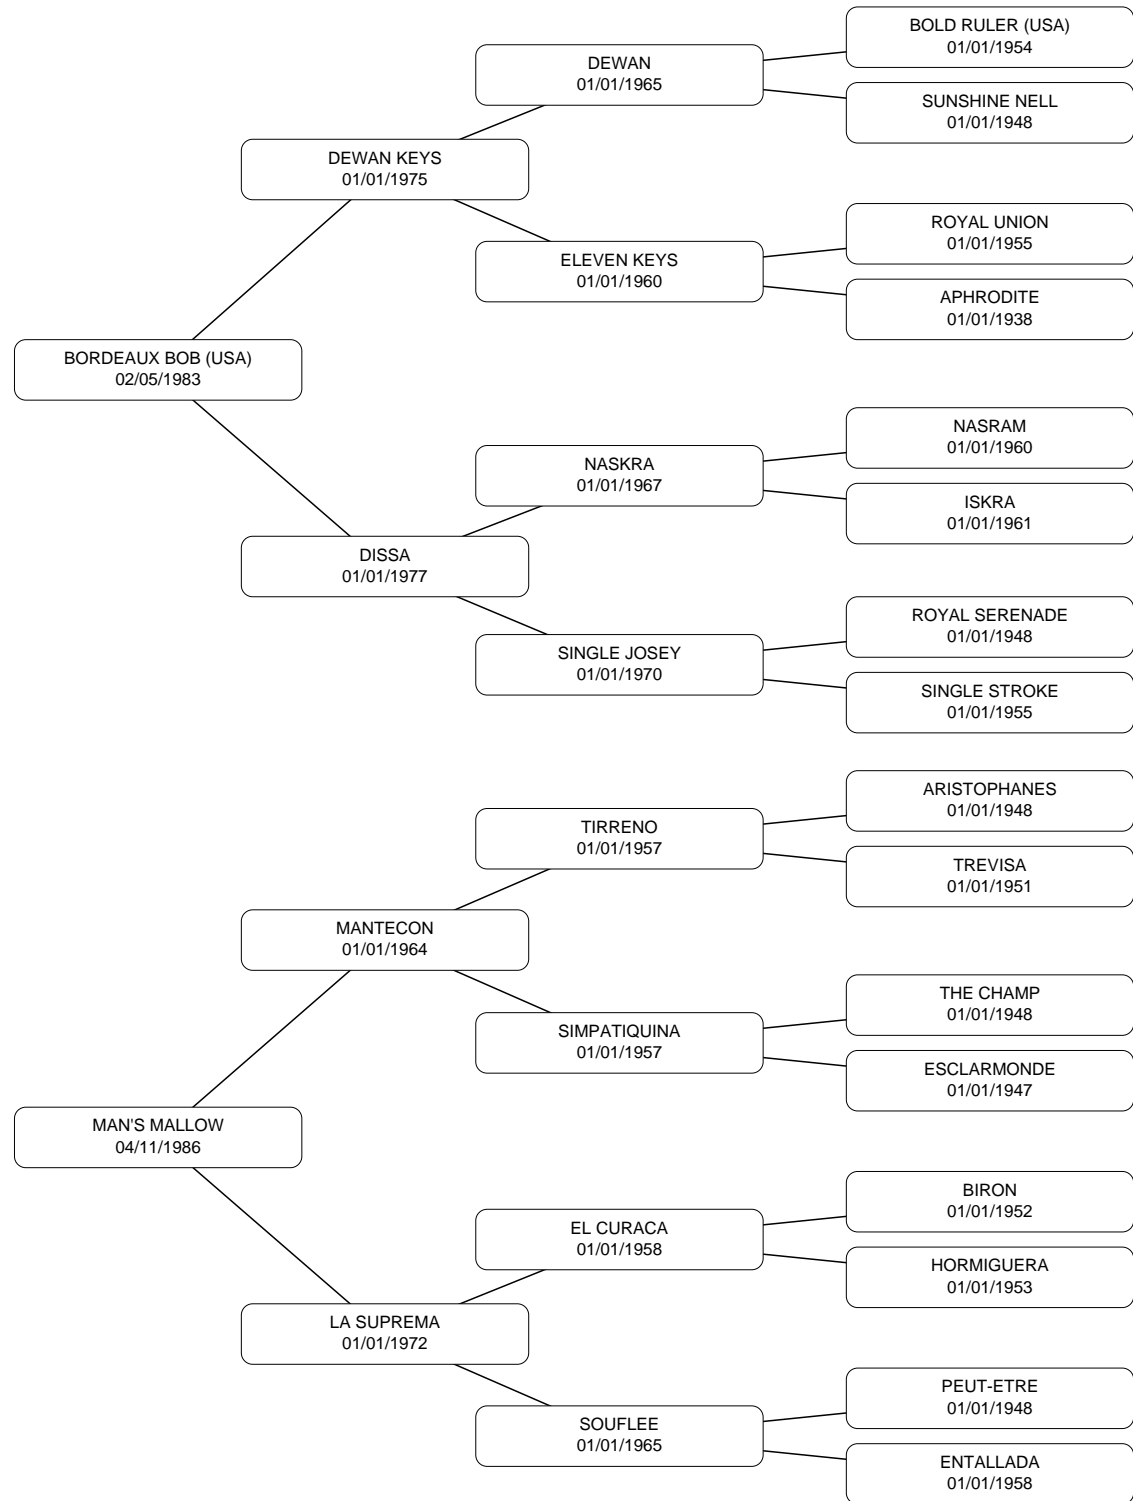 BOLD RULER (USA)
01/01/1954
DEWAN
01/01/1965
SUNSHINE NELL
01/01/1948
DEWAN KEYS
01/01/1975
ROYAL UNION
01/01/1955
ELEVEN KEYS
01/01/1960
APHRODITE
01/01/1938
BORDEAUX BOB (USA)
02/05/1983
NASRAM
01/01/1960
NASKRA
01/01/1967
ISKRA
01/01/1961
DISSA
01/01/1977
ROYAL SERENADE
01/01/1948
SINGLE JOSEY
01/01/1970
SINGLE STROKE
01/01/1955
ARISTOPHANES
01/01/1948
TIRRENO
01/01/1957
TREVISA
01/01/1951
MANTECON
01/01/1964
THE CHAMP
01/01/1948
SIMPATIQUINA
01/01/1957
ESCLARMONDE
01/01/1947
MAN'S MALLOW
04/11/1986
BIRON
01/01/1952
EL CURACA
01/01/1958
HORMIGUERA
01/01/1953
LA SUPREMA
01/01/1972
PEUT-ETRE
01/01/1948
SOUFLEE
01/01/1965
ENTALLADA
01/01/1958